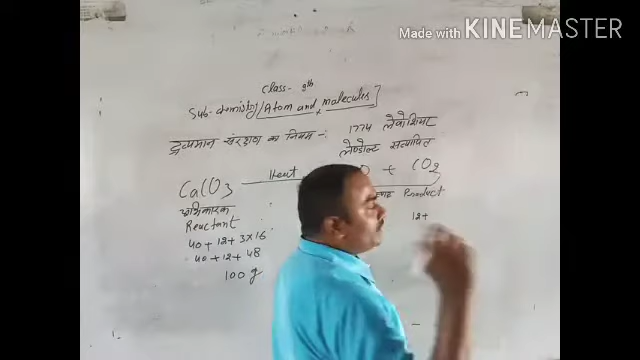 Made with KINEMASTER
Class- 9th
Sub- chemistry (Atom and molecules)
द्रव्यमान संरक्षण का नियम -: 1774 लेवोशिये
लेण्डोल्ट सत्यापित
CaCO3 Heat O + CO2
अभिकारक Product
Reactant 12+
40 + 12 + 3×16
40 + 12 + 48
100 g